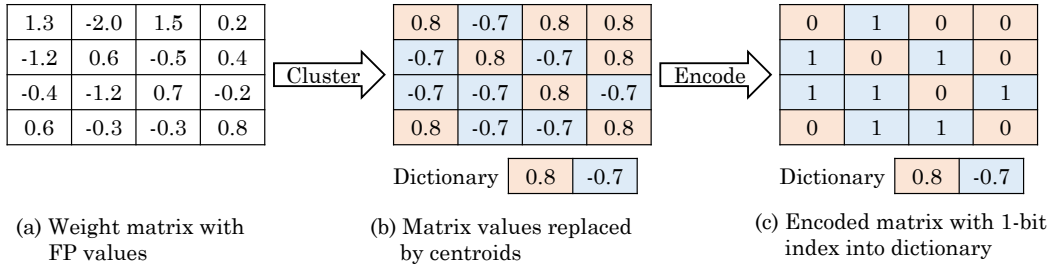 1.3 -2.0 1.5 0.2
-1.2 0.6 -0.5 0.4
-0.4 -1.2 0.7 -0.2
0.6 -0.3 -0.3 0.8
Cluster
0.8 -0.7 0.8 0.8
-0.7 0.8 -0.7 0.8
-0.7 -0.7 0.8 -0.7
0.8 -0.7 -0.7 0.8
Dictionary 0.8 -0.7
Encode
0 1 0 0
1 0 1 0
1 1 0 1
0 1 1 0
Dictionary 0.8 -0.7
(a) Weight matrix with
FP values
(b) Matrix values replaced
by centroids
(c) Encoded matrix with 1-bit
index into dictionary